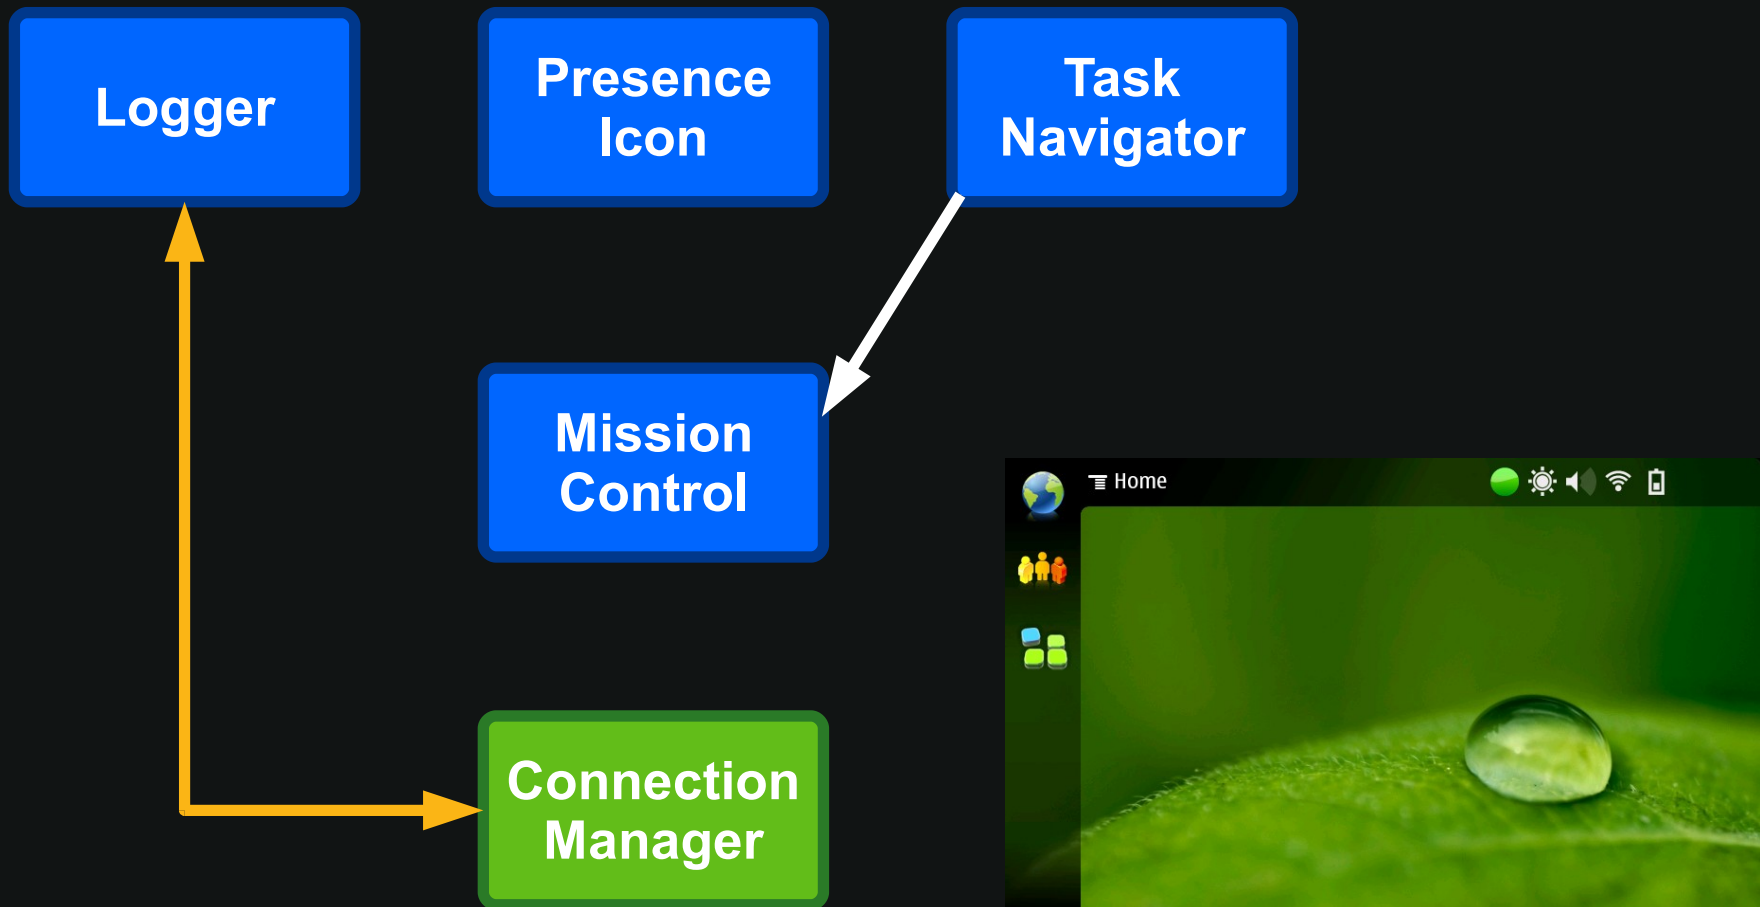 Logger
Presence
Icon
Task
Navigator
Mission
Control
Home
Connection
Manager